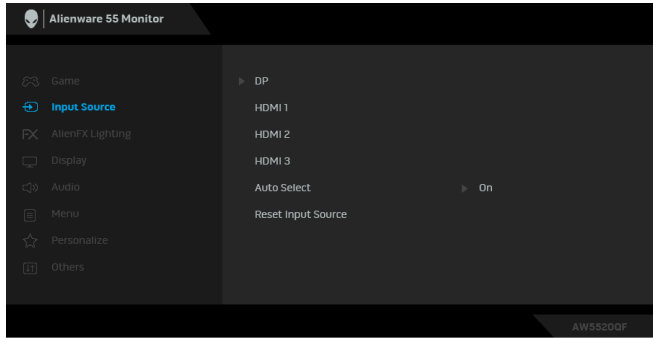 Alienware 55 Monitor
Game
Input Source
FX AlienFX Lighting
Display
Audio
Menu
Personalize
Others
DP
HDMI 1
HDMI 2
HDMI 3
Auto Select On
Reset Input Source
AW5520QF